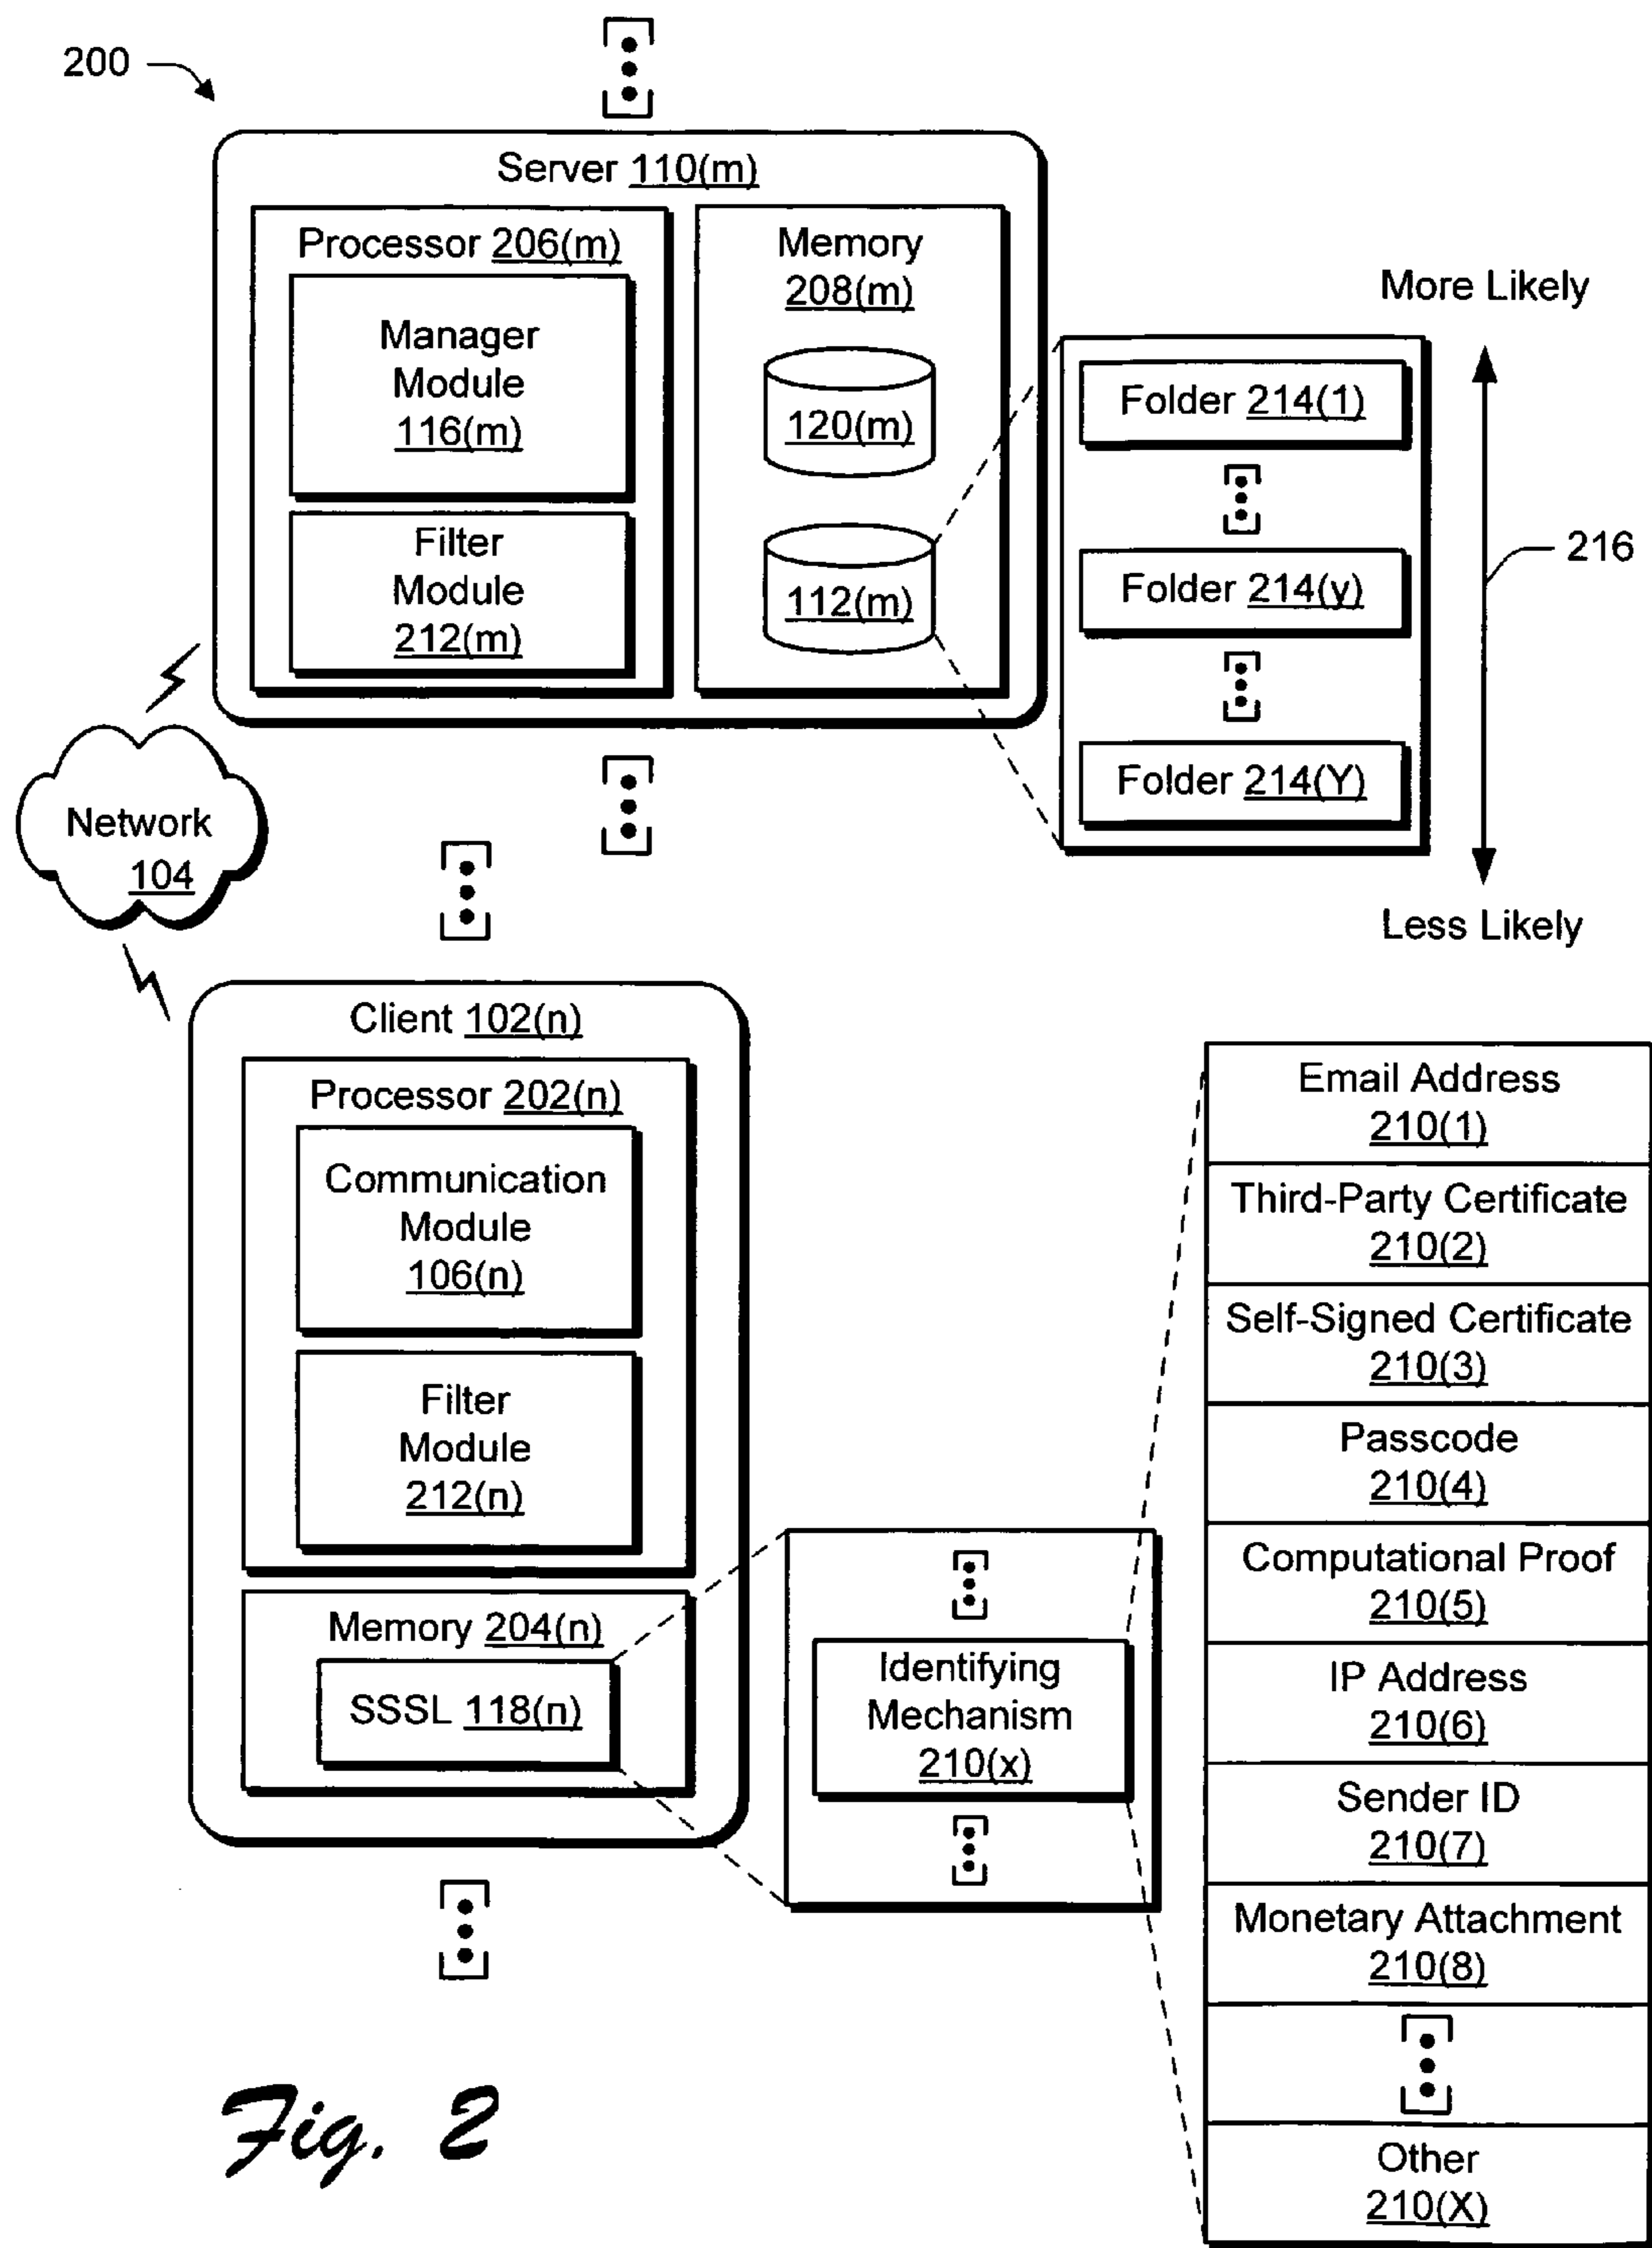 200
Server 110(m)
Processor 206(m)
Manager
Module
116(m)
Filter
Module
212(m)
Memory
208(m)
120(m)
112(m)
More Likely
Folder 214(1)
Folder 214(y)
Folder 214(Y)
216
Less Likely
Network
104
Client 102(n)
Processor 202(n)
Communication
Module
106(n)
Filter
Module
212(n)
Memory 204(n)
SSSL 118(n)
Identifying
Mechanism
210(x)
Email Address
210(1)
Third-Party Certificate
210(2)
Self-Signed Certificate
210(3)
Passcode
210(4)
Computational Proof
210(5)
IP Address
210(6)
Sender ID
210(7)
Monetary Attachment
210(8)
Other
210(X)
Fig. 2